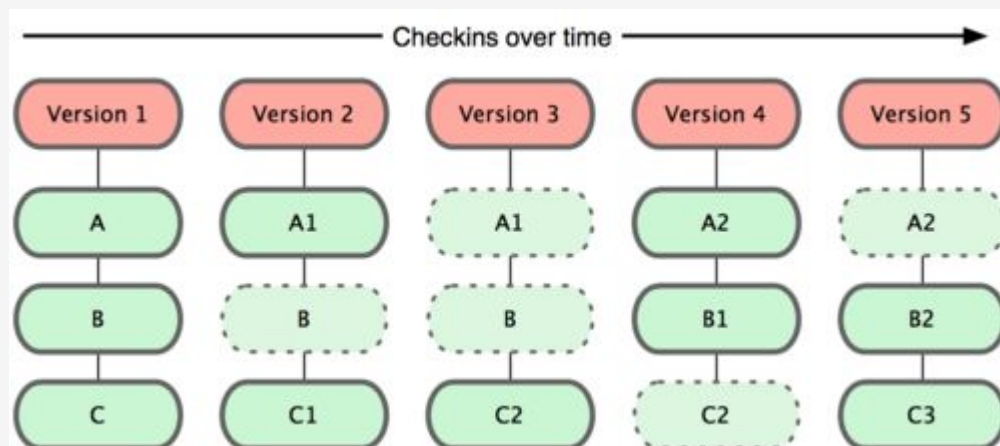 Checkins over time
Version 1 Version 2 Version 3 Version 4 Version 5
A A1 A1 A2 A2
B B B B1 B2
C C1 C2 C2 C3